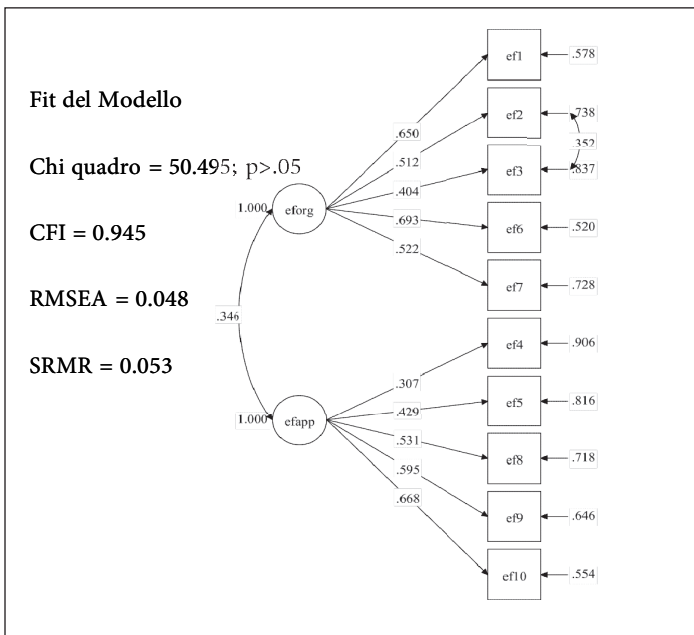 Fit del Modello
Chi quadro = 50.495; p>.05
CFI = 0.945
RMSEA = 0.048
SRMR = 0.053
1.000
eforg
.346
1.000
efapp
.650
.512
.404
.693
.522
.307
.429
.531
.595
.668
ef1
.578
ef2
.738
.352
ef3
.837
ef6
.520
ef7
.728
ef4
.906
ef5
.816
ef8
.718
ef9
.646
ef10
.554